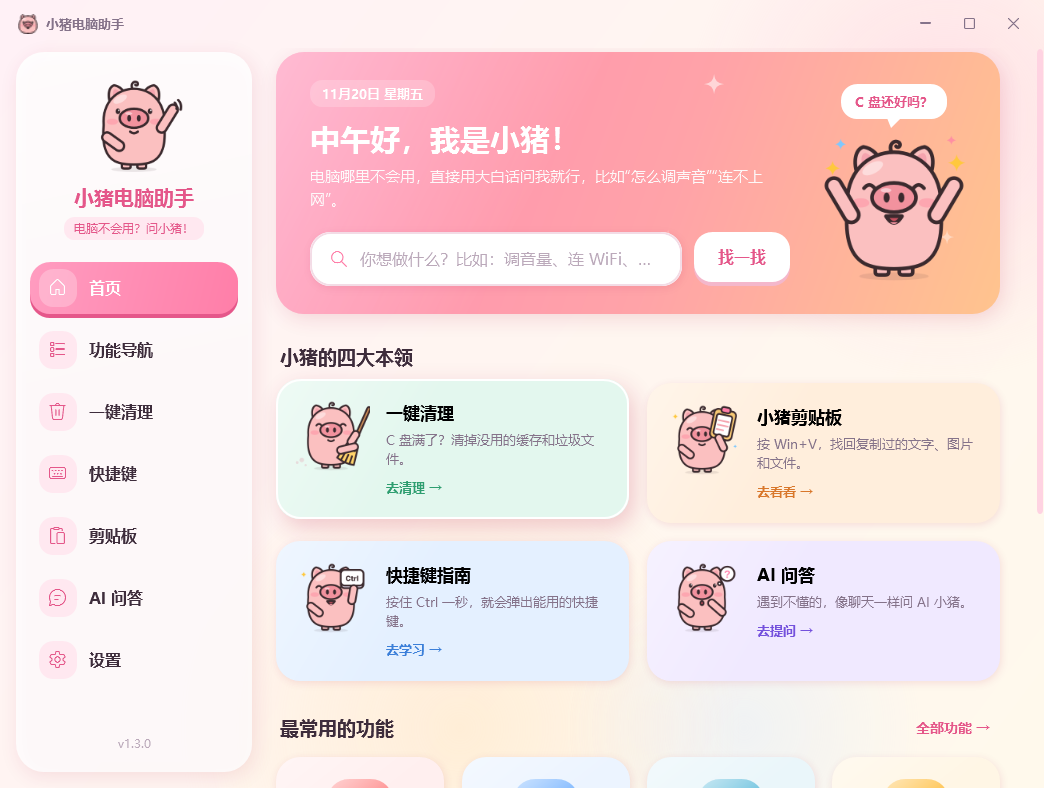 小猪电脑助手
小猪电脑助手
电脑不会用？问小猪！
首页
功能导航
一键清理
快捷键
剪贴板
AI 问答
设置
v1.3.0
11月20日 星期五
中午好，我是小猪！
电脑哪里不会用，直接用大白话问我就行，比如“怎么调声音”“连不上
网”。
你想做什么？比如：调音量、连 WiFi、...
找一找
C 盘还好吗？
小猪的四大本领
一键清理
C 盘满了？清掉没用的缓存和垃圾文
件。
去清理 →
小猪剪贴板
按 Win+V，找回复制过的文字、图片
和文件。
去看看 →
Ctrl
快捷键指南
按住 Ctrl 一秒，就会弹出能用的快捷
键。
去学习 →
?
AI 问答
遇到不懂的，像聊天一样问 AI 小猪。
去提问 →
最常用的功能
全部功能 →